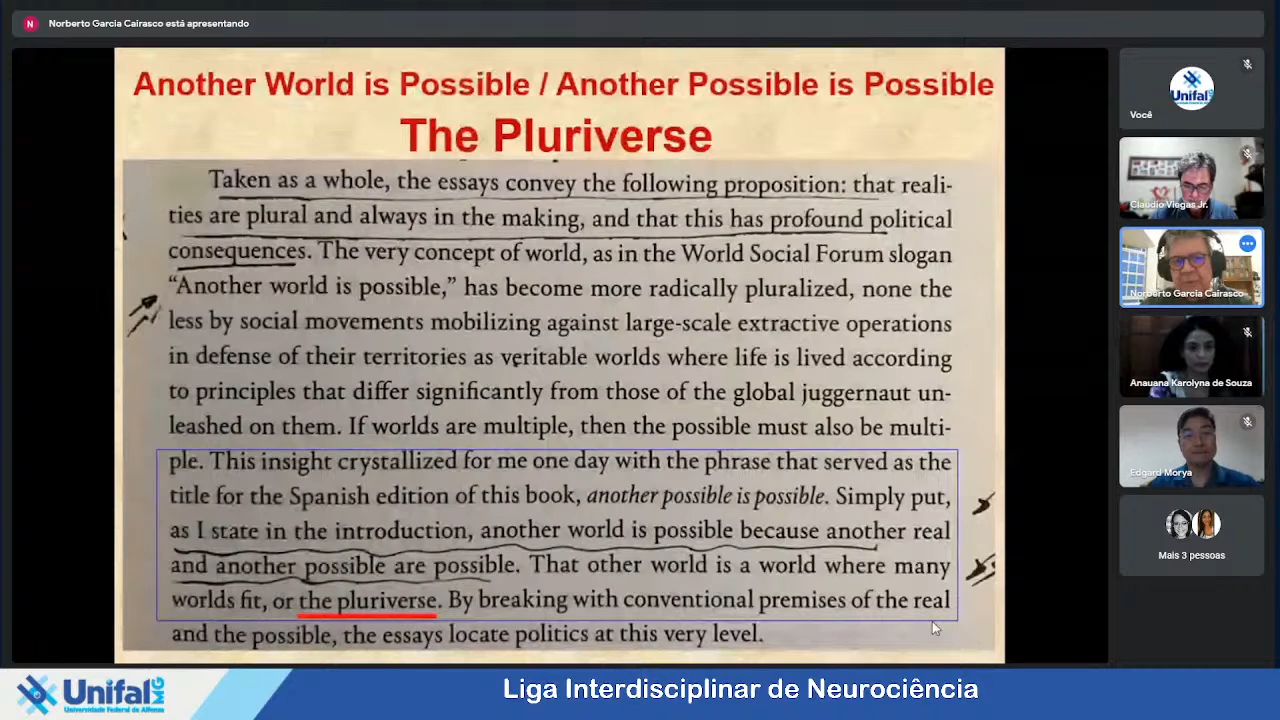 N Norberto Garcia Cairasco está apresentando
Another World is Possible / Another Possible is Possible
The Pluriverse
Taken as a whole, the essays convey the following proposition: that reali-
ties are plural and always in the making, and that this has profound political
consequences. The very concept of world, as in the World Social Forum slogan
“Another world is possible,” has become more radically pluralized, none the
less by social movements mobilizing against large-scale extractive operations
in defense of their territories as veritable worlds where life is lived according
to principles that differ significantly from those of the global juggernaut un-
leashed on them. If worlds are multiple, then the possible must also be multi-
ple. This insight crystallized for me one day with the phrase that served as the
title for the Spanish edition of this book, another possible is possible. Simply put,
as I state in the introduction, another world is possible because another real
and another possible are possible. That other world is a world where many
worlds fit, or the pluriverse. By breaking with conventional premises of the real
and the possible, the essays locate politics at this very level.
Unifal
Você
Claudio Viegas Jr.
Norberto Garcia Cairasco
Anauana Karolyna de Souza
Edgard Morya
Mais 3 pessoas
Unifal MG
Universidade Federal de Alfenas
Liga Interdisciplinar de Neurociência